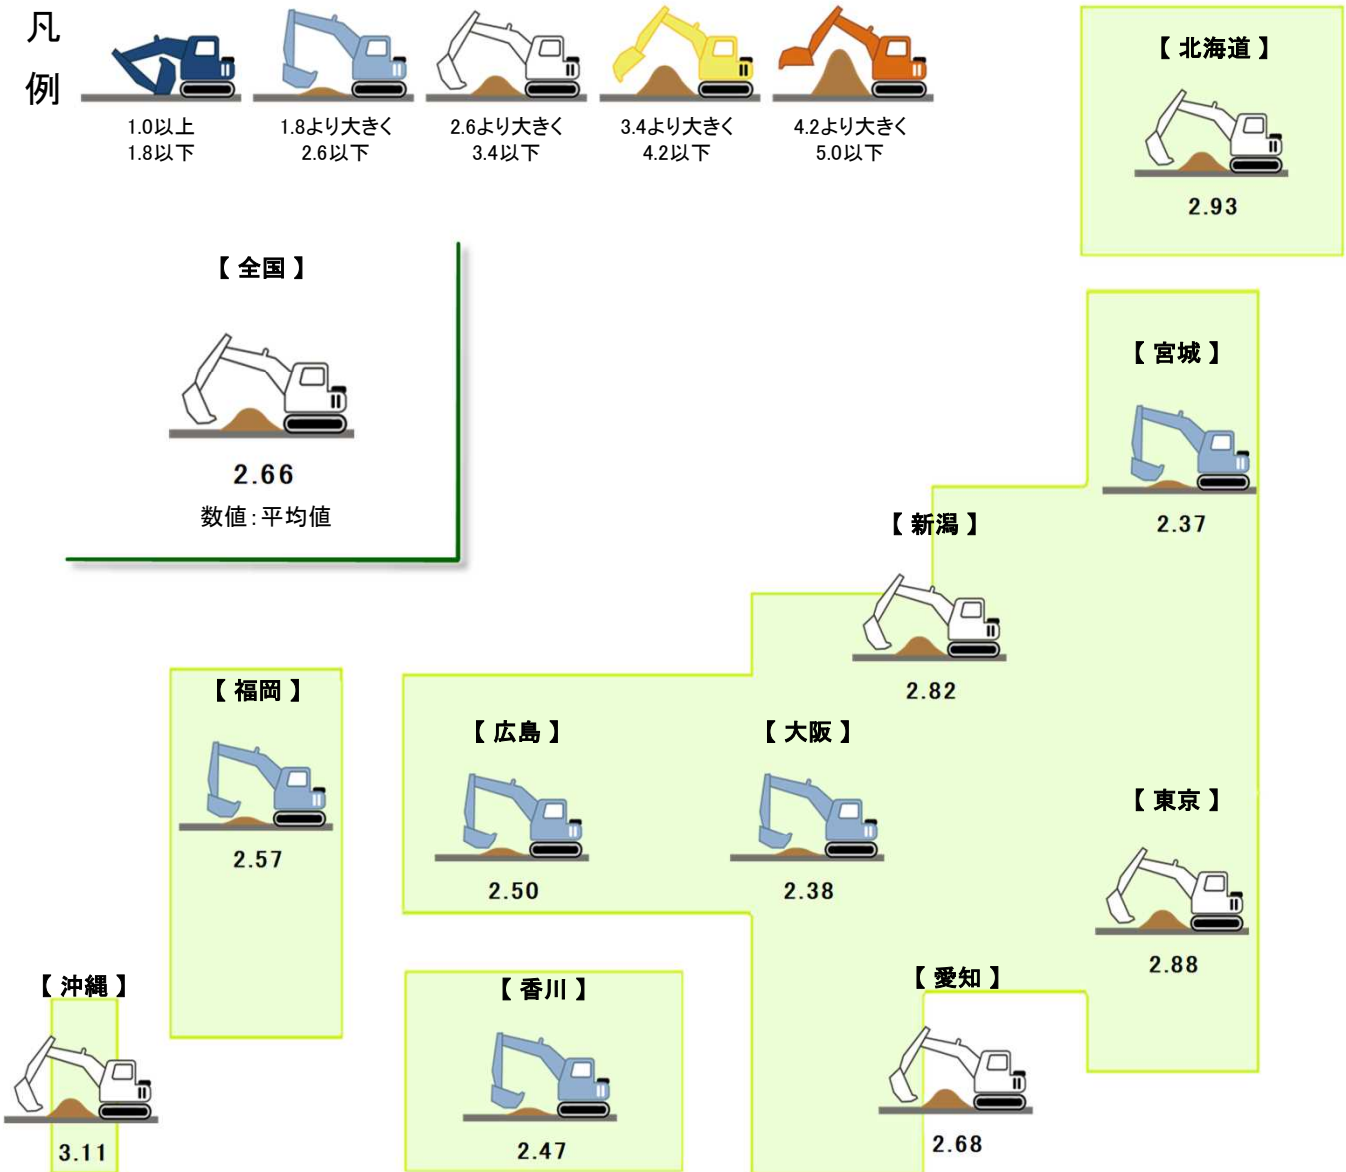 凡
例
1.0以上
1.8以下
1.8より大きく
2.6以下
2.6より大きく
3.4以下
3.4より大きく
4.2以下
4.2より大きく
5.0以下
【 北海道 】
2.93
【 全国 】
2.66
数値：平均値
【 宮城 】
2.37
【 新潟 】
2.82
【 福岡 】
2.57
【 広島 】
2.50
【 大阪 】
2.38
【 東京 】
2.88
【 沖縄 】
3.11
【 香川 】
2.47
【 愛知 】
2.68